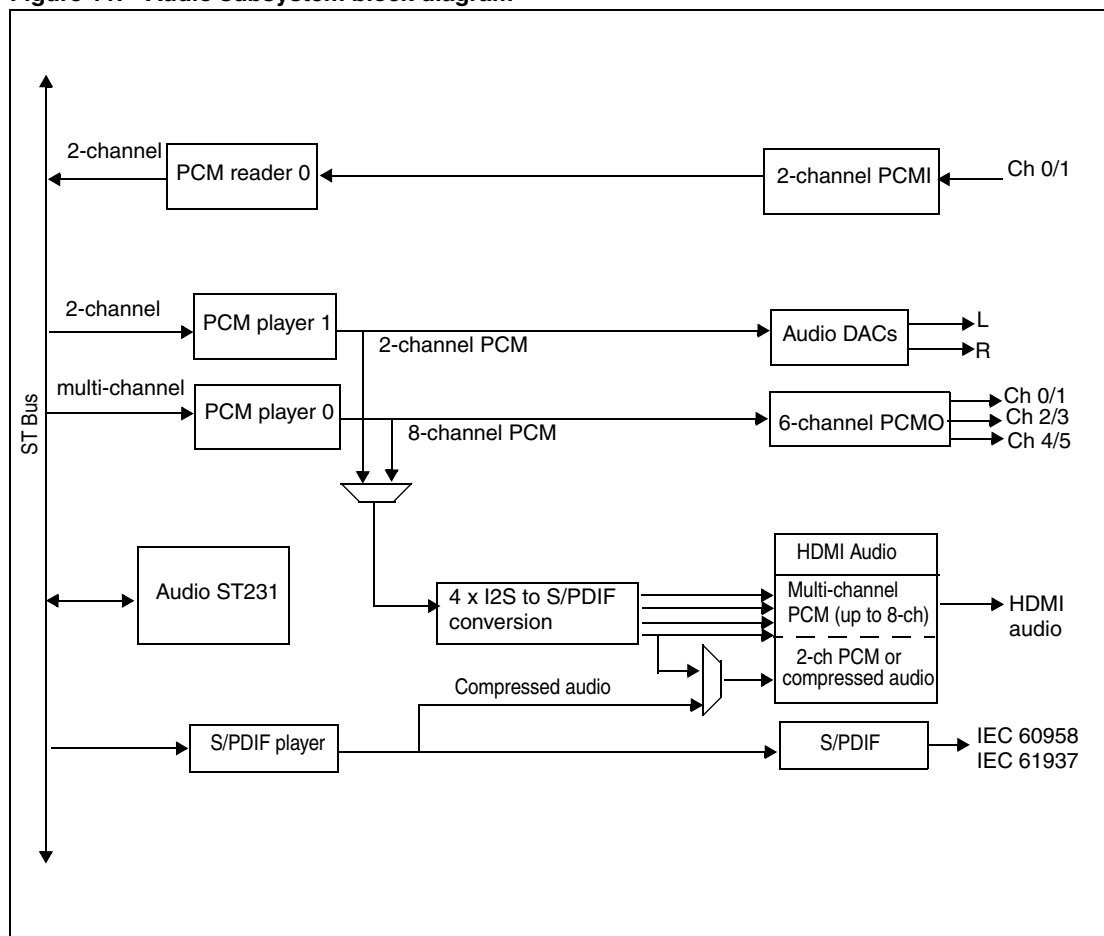 Audio subsystem block diagram
2-channel
PCM reader 0
2-channel PCMI
Ch 0/1
2-channel
PCM player 1
2-channel PCM
Audio DACs
L
R
multi-channel
PCM player 0
8-channel PCM
6-channel PCMO
Ch 0/1
Ch 2/3
Ch 4/5
ST Bus
Audio ST231
4 x I2S to S/PDIF
conversion
HDMI Audio
Multi-channel
PCM (up to 8-ch)
2-ch PCM or
compressed audio
HDMI
audio
Compressed audio
S/PDIF player
S/PDIF
IEC 60958
IEC 61937